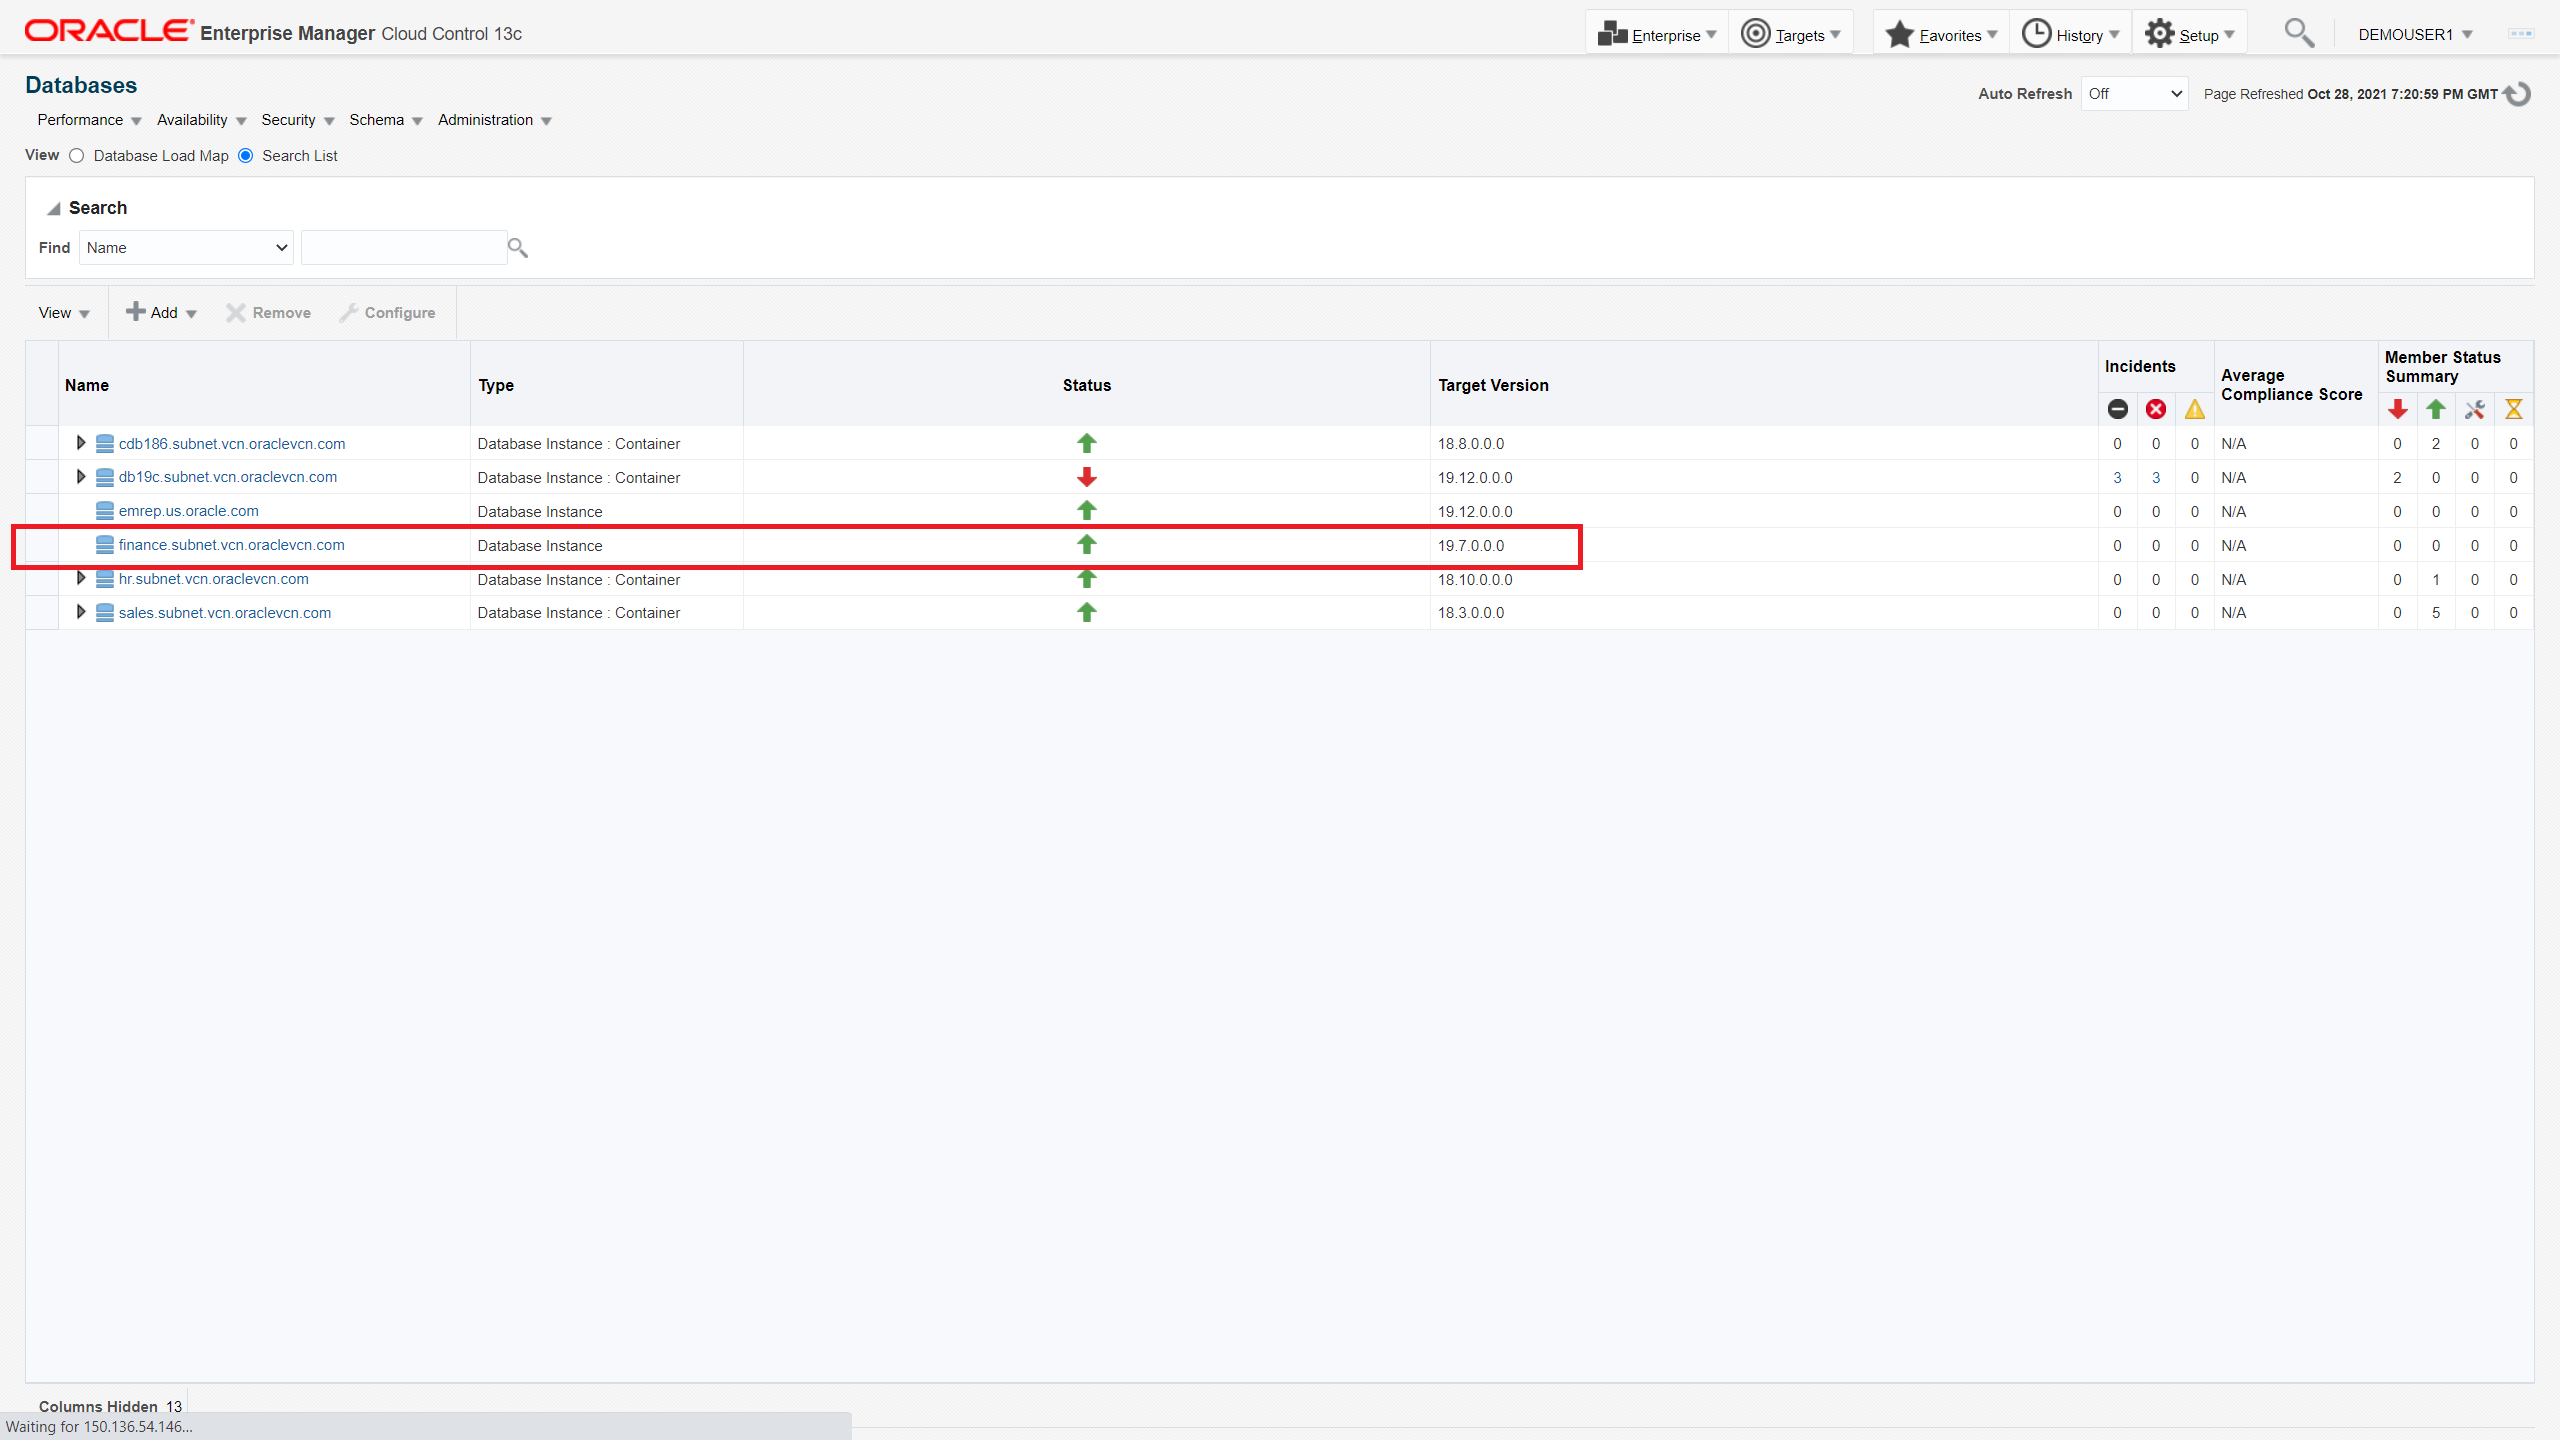 ORACLE Enterprise Manager Cloud Control 13c Enterprise Targets Favorites History Setup DEMOUSER1
Databases
Auto Refresh Off Page Refreshed Oct 28, 2021 7:20:59 PM GMT
Performance Availability Security Schema Administration
View Database Load Map Search List
Search
Find Name
View Add Remove Configure
Name Type Status Target Version Incidents Average Compliance Score Member Status Summary
cdb186.subnet.vcn.oraclevcn.com Database Instance : Container 18.8.0.0.0 0 0 0 N/A 0 2 0 0
db19c.subnet.vcn.oraclevcn.com Database Instance : Container 19.12.0.0.0 3 3 0 N/A 2 0 0 0
emrep.us.oracle.com Database Instance 19.12.0.0.0 0 0 0 N/A 0 0 0 0
finance.subnet.vcn.oraclevcn.com Database Instance 19.7.0.0.0 0 0 0 N/A 0 0 0 0
hr.subnet.vcn.oraclevcn.com Database Instance : Container 18.10.0.0.0 0 0 0 N/A 0 1 0 0
sales.subnet.vcn.oraclevcn.com Database Instance : Container 18.3.0.0.0 0 0 0 N/A 0 5 0 0
Columns Hidden 13
Waiting for 150.136.54.146...